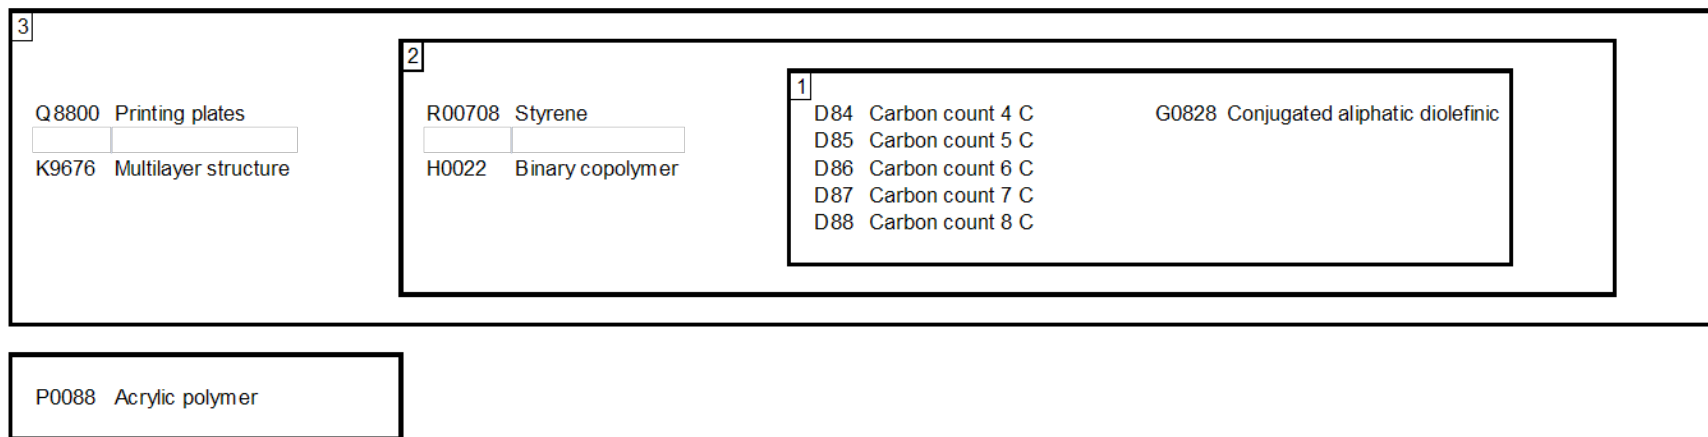 3
2
1
Q8800 Printing plates R00708 Styrene D84 Carbon count 4 C G0828 Conjugated aliphatic diolefinic
D85 Carbon count 5 C
K9676 Multilayer structure H0022 Binary copolymer D86 Carbon count 6 C
D87 Carbon count 7 C
D88 Carbon count 8 C
P0088 Acrylic polymer